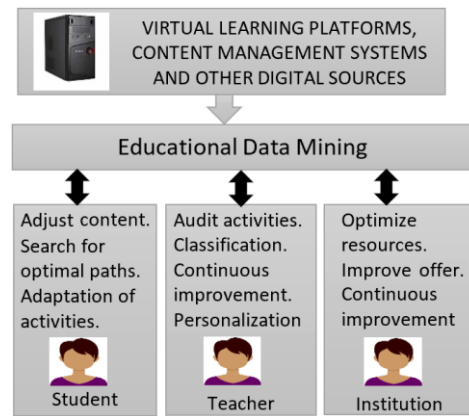 VIRTUAL LEARNING PLATFORMS,
CONTENT MANAGEMENT SYSTEMS
AND OTHER DIGITAL SOURCES
Educational Data Mining
Adjust content.
Search for
optimal paths.
Adaptation of
activities.
Student
Audit activities.
Classification.
Continuous
improvement.
Personalization
Teacher
Optimize
resources.
Improve offer.
Continuous
improvement
Institution